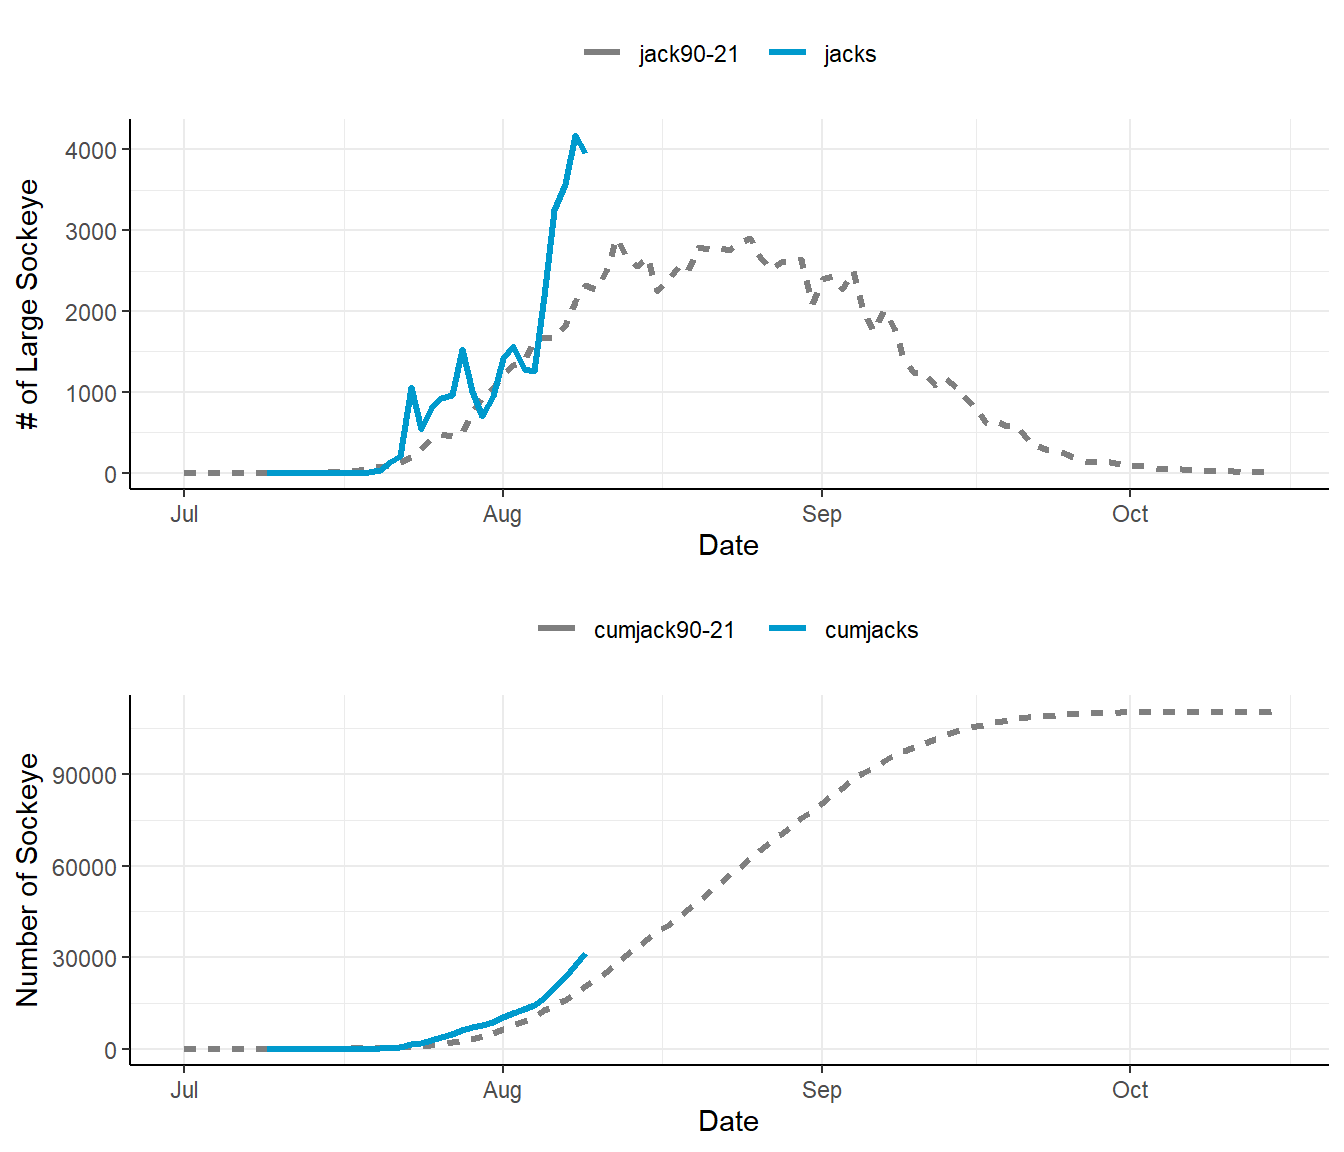 jack90-21 jacks
4000
3000
2000
1000
0
# of Large Sockeye
Jul Aug Sep Oct
Date
cumjack90-21 cumjacks
90000
60000
30000
0
Number of Sockeye
Jul Aug Sep Oct
Date